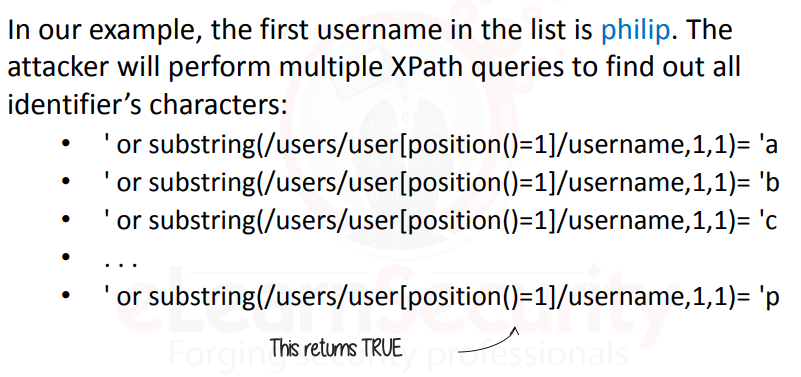 In our example, the first username in the list is philip. The
attacker will perform multiple XPath queries to find out all
identifier’s characters:
• ' or substring(/users/user[position()=1]/username,1,1)= 'a
• ' or substring(/users/user[position()=1]/username,1,1)= 'b
• ' or substring(/users/user[position()=1]/username,1,1)= 'c
• . . .
• ' or substring(/users/user[position()=1]/username,1,1)= 'p
eLearnSecurity
This returns TRUE
Forging security professionals